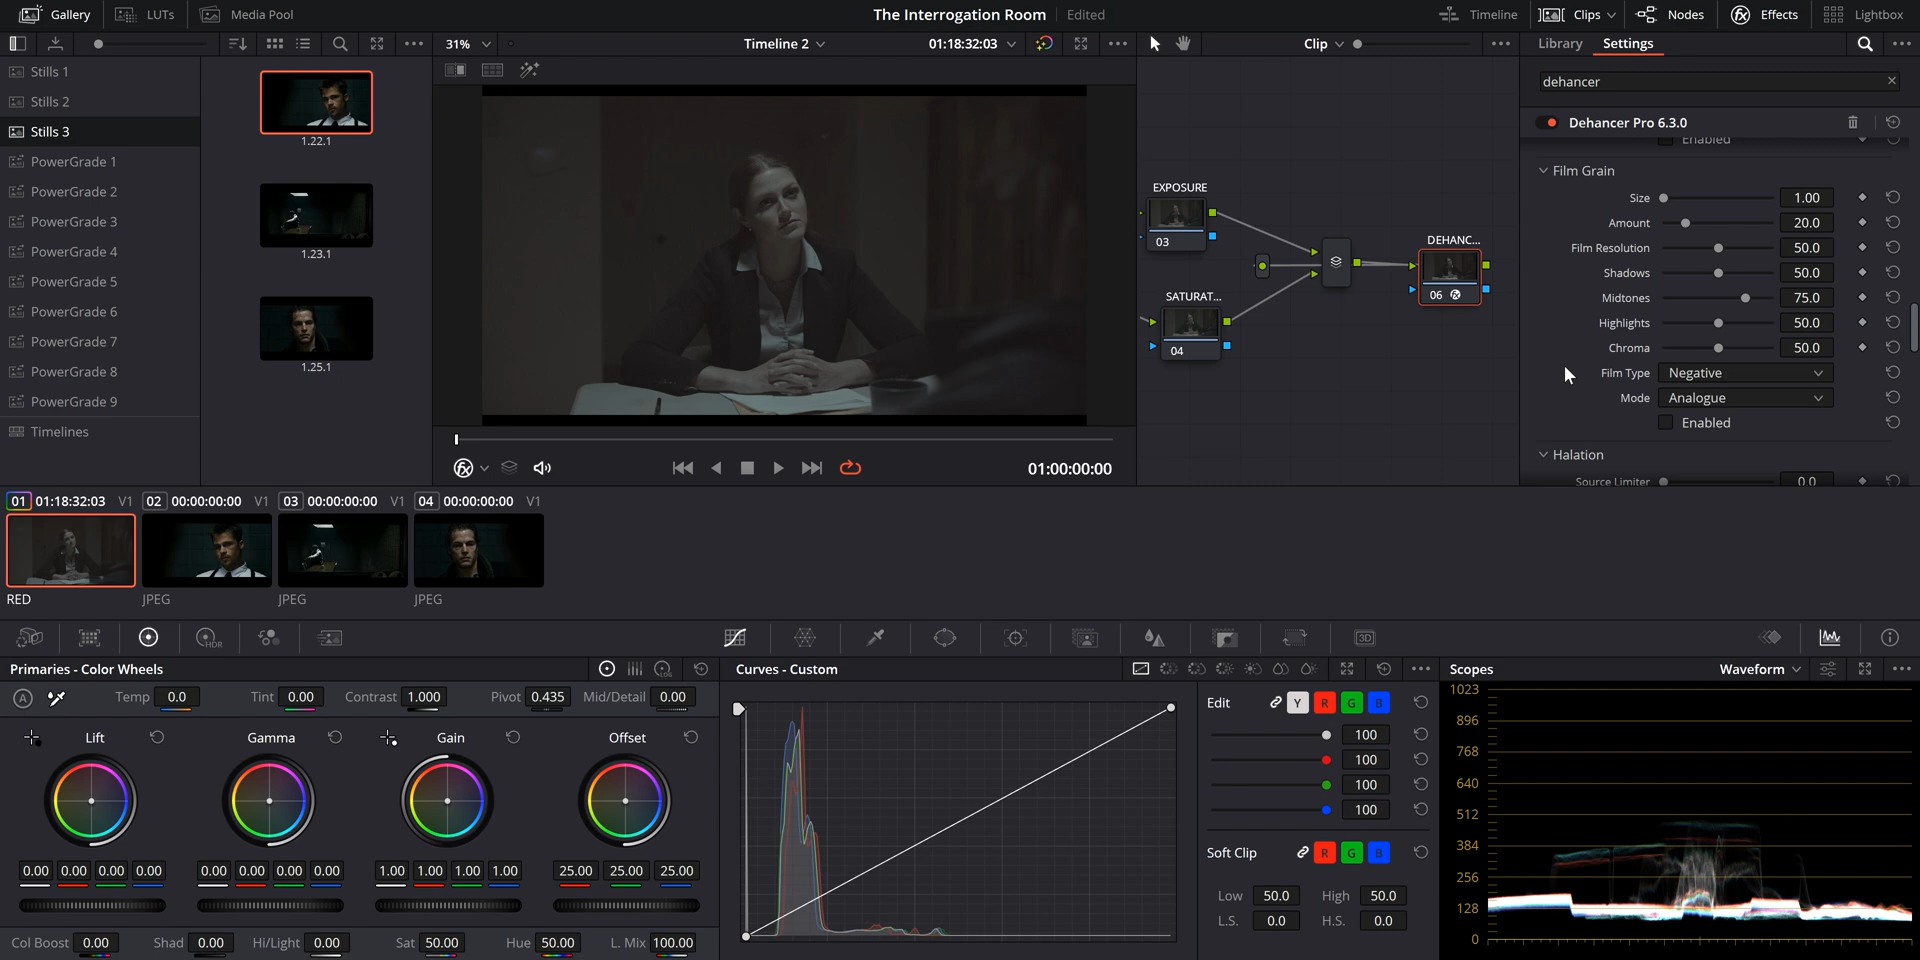 Gallery LUTs Media Pool The Interrogation Room Edited Timeline Clips Nodes Effects Lightbox
31% Timeline 2 01:18:32:03 Clip Library Settings
Stills 1
Stills 2
Stills 3
PowerGrade 1
PowerGrade 2
PowerGrade 3
PowerGrade 4
PowerGrade 5
PowerGrade 6
PowerGrade 7
PowerGrade 8
PowerGrade 9
Timelines
1.22.1
1.23.1
1.25.1
01:00:00:00
EXPOSURE
03
SATURAT...
04
DEHANC...
06
dehancer
Dehancer Pro 6.3.0
Enabled
Film Grain
Size 1.00
Amount 20.0
Film Resolution 50.0
Shadows 50.0
Midtones 75.0
Highlights 50.0
Chroma 50.0
Film Type Negative
Mode Analogue
Enabled
Halation
Source Limiter 0.0
01 01:18:32:03 V1 02 00:00:00:00 V1 03 00:00:00:00 V1 04 00:00:00:00 V1
RED JPEG JPEG JPEG
HDR 3D
Primaries - Color Wheels LOG
A Temp 0.0 Tint 0.00 Contrast 1.000 Pivot 0.435 Mid/Detail 0.00
Lift Gamma Gain Offset
0.00 0.00 0.00 0.00 0.00 0.00 0.00 0.00 1.00 1.00 1.00 1.00 25.00 25.00 25.00
Col Boost 0.00 Shad 0.00 Hi/Light 0.00 Sat 50.00 Hue 50.00 L. Mix 100.00
Curves - Custom
Edit Y R G B
100
100
100
100
Soft Clip R G B
Low 50.0 High 50.0
L.S. 0.0 H.S. 0.0
Scopes Waveform
1023
896
768
640
512
384
256
128
0